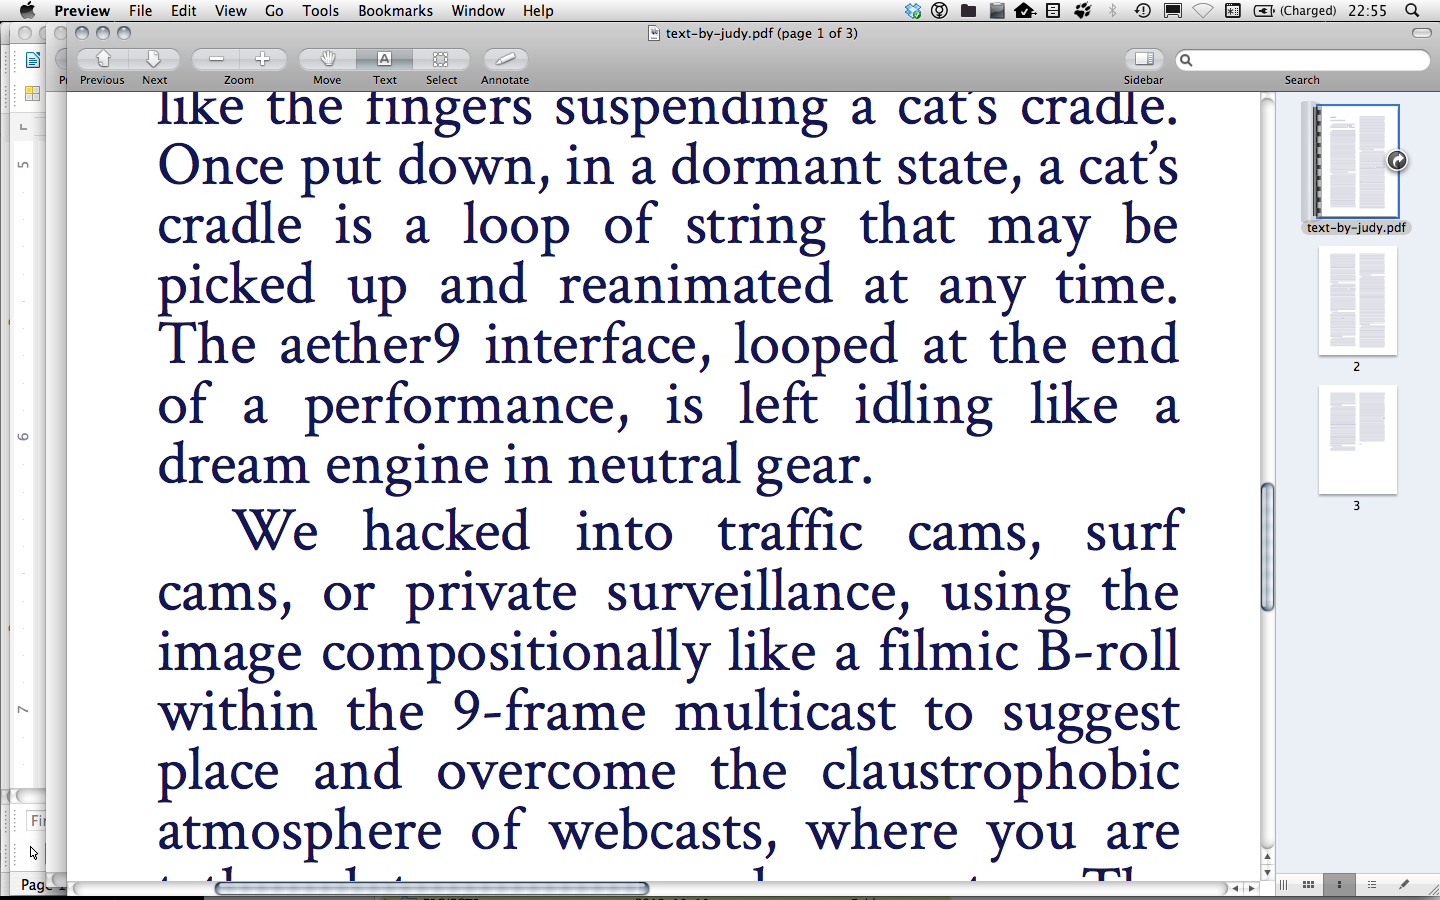 Preview File Edit View Go Tools Bookmarks Window Help (Charged) 22:55
text-by-judy.pdf (page 1 of 3)
Previous Next Zoom Move Text Select Annotate Sidebar Search
like the fingers suspending a cat's cradle.
Once put down, in a dormant state, a cat's
cradle is a loop of string that may be
picked up and reanimated at any time.
The aether9 interface, looped at the end
of a performance, is left idling like a
dream engine in neutral gear.
We hacked into traffic cams, surf
cams, or private surveillance, using the
image compositionally like a filmic B-roll
within the 9-frame multicast to suggest
place and overcome the claustrophobic
atmosphere of webcasts, where you are
text-by-judy.pdf
2
3
5
6
7
Page